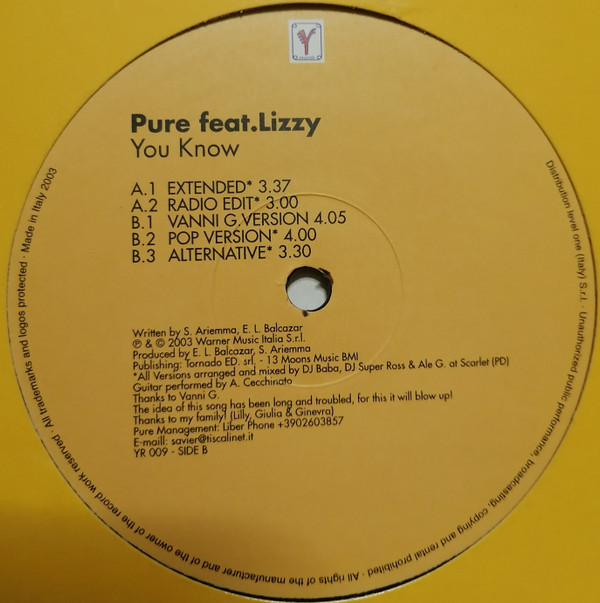 Y
Pure feat.Lizzy
You Know
A.1 EXTENDED* 3.37
A.2 RADIO EDIT* 3.00
B.1 VANNI G.VERSION 4.05
B.2 POP VERSION* 4.00
B.3 ALTERNATIVE* 3.30
Written by S. Ariemma, E. L. Balcazar
℗ & © 2003 Warner Music Italia S.r.l.
Produced by E. L. Balcazar, S. Ariemma
Publishing: Tornado ED. srl. - 13 Moons Music BMI
*All Versions arranged and mixed by DJ Baba, DJ Super Ross & Ale G. at Scarlet (PD)
Guitar performed by A. Cecchinato
Thanks to Vanni G.
The idea of this song has been long and troubled, for this it will blow up!
Thanks to my family! (Lilly, Giulia & Ginevra)
Pure Management: Liber Phone +3902603857
E-maill: savier@tiscalinet.it
YR 009 - SIDE B
Distribution level one (Italy) S.r.l. · Unauthorized public performance, broadcasting, copying and rental prohibited · All rights of the manufacturer and of the owner of the record work reserved · All trademarks and logos protected · Made in Italy 2003